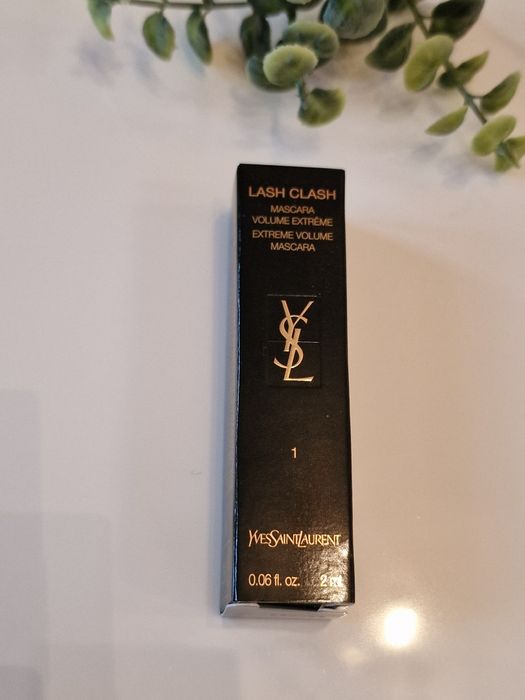 LASH CLASH
MASCARA
VOLUME EXTRÊME
EXTREME VOLUME
MASCARA
YSL
1
YVESSAINTLAURENT
0.06 fl. oz. 2 ml